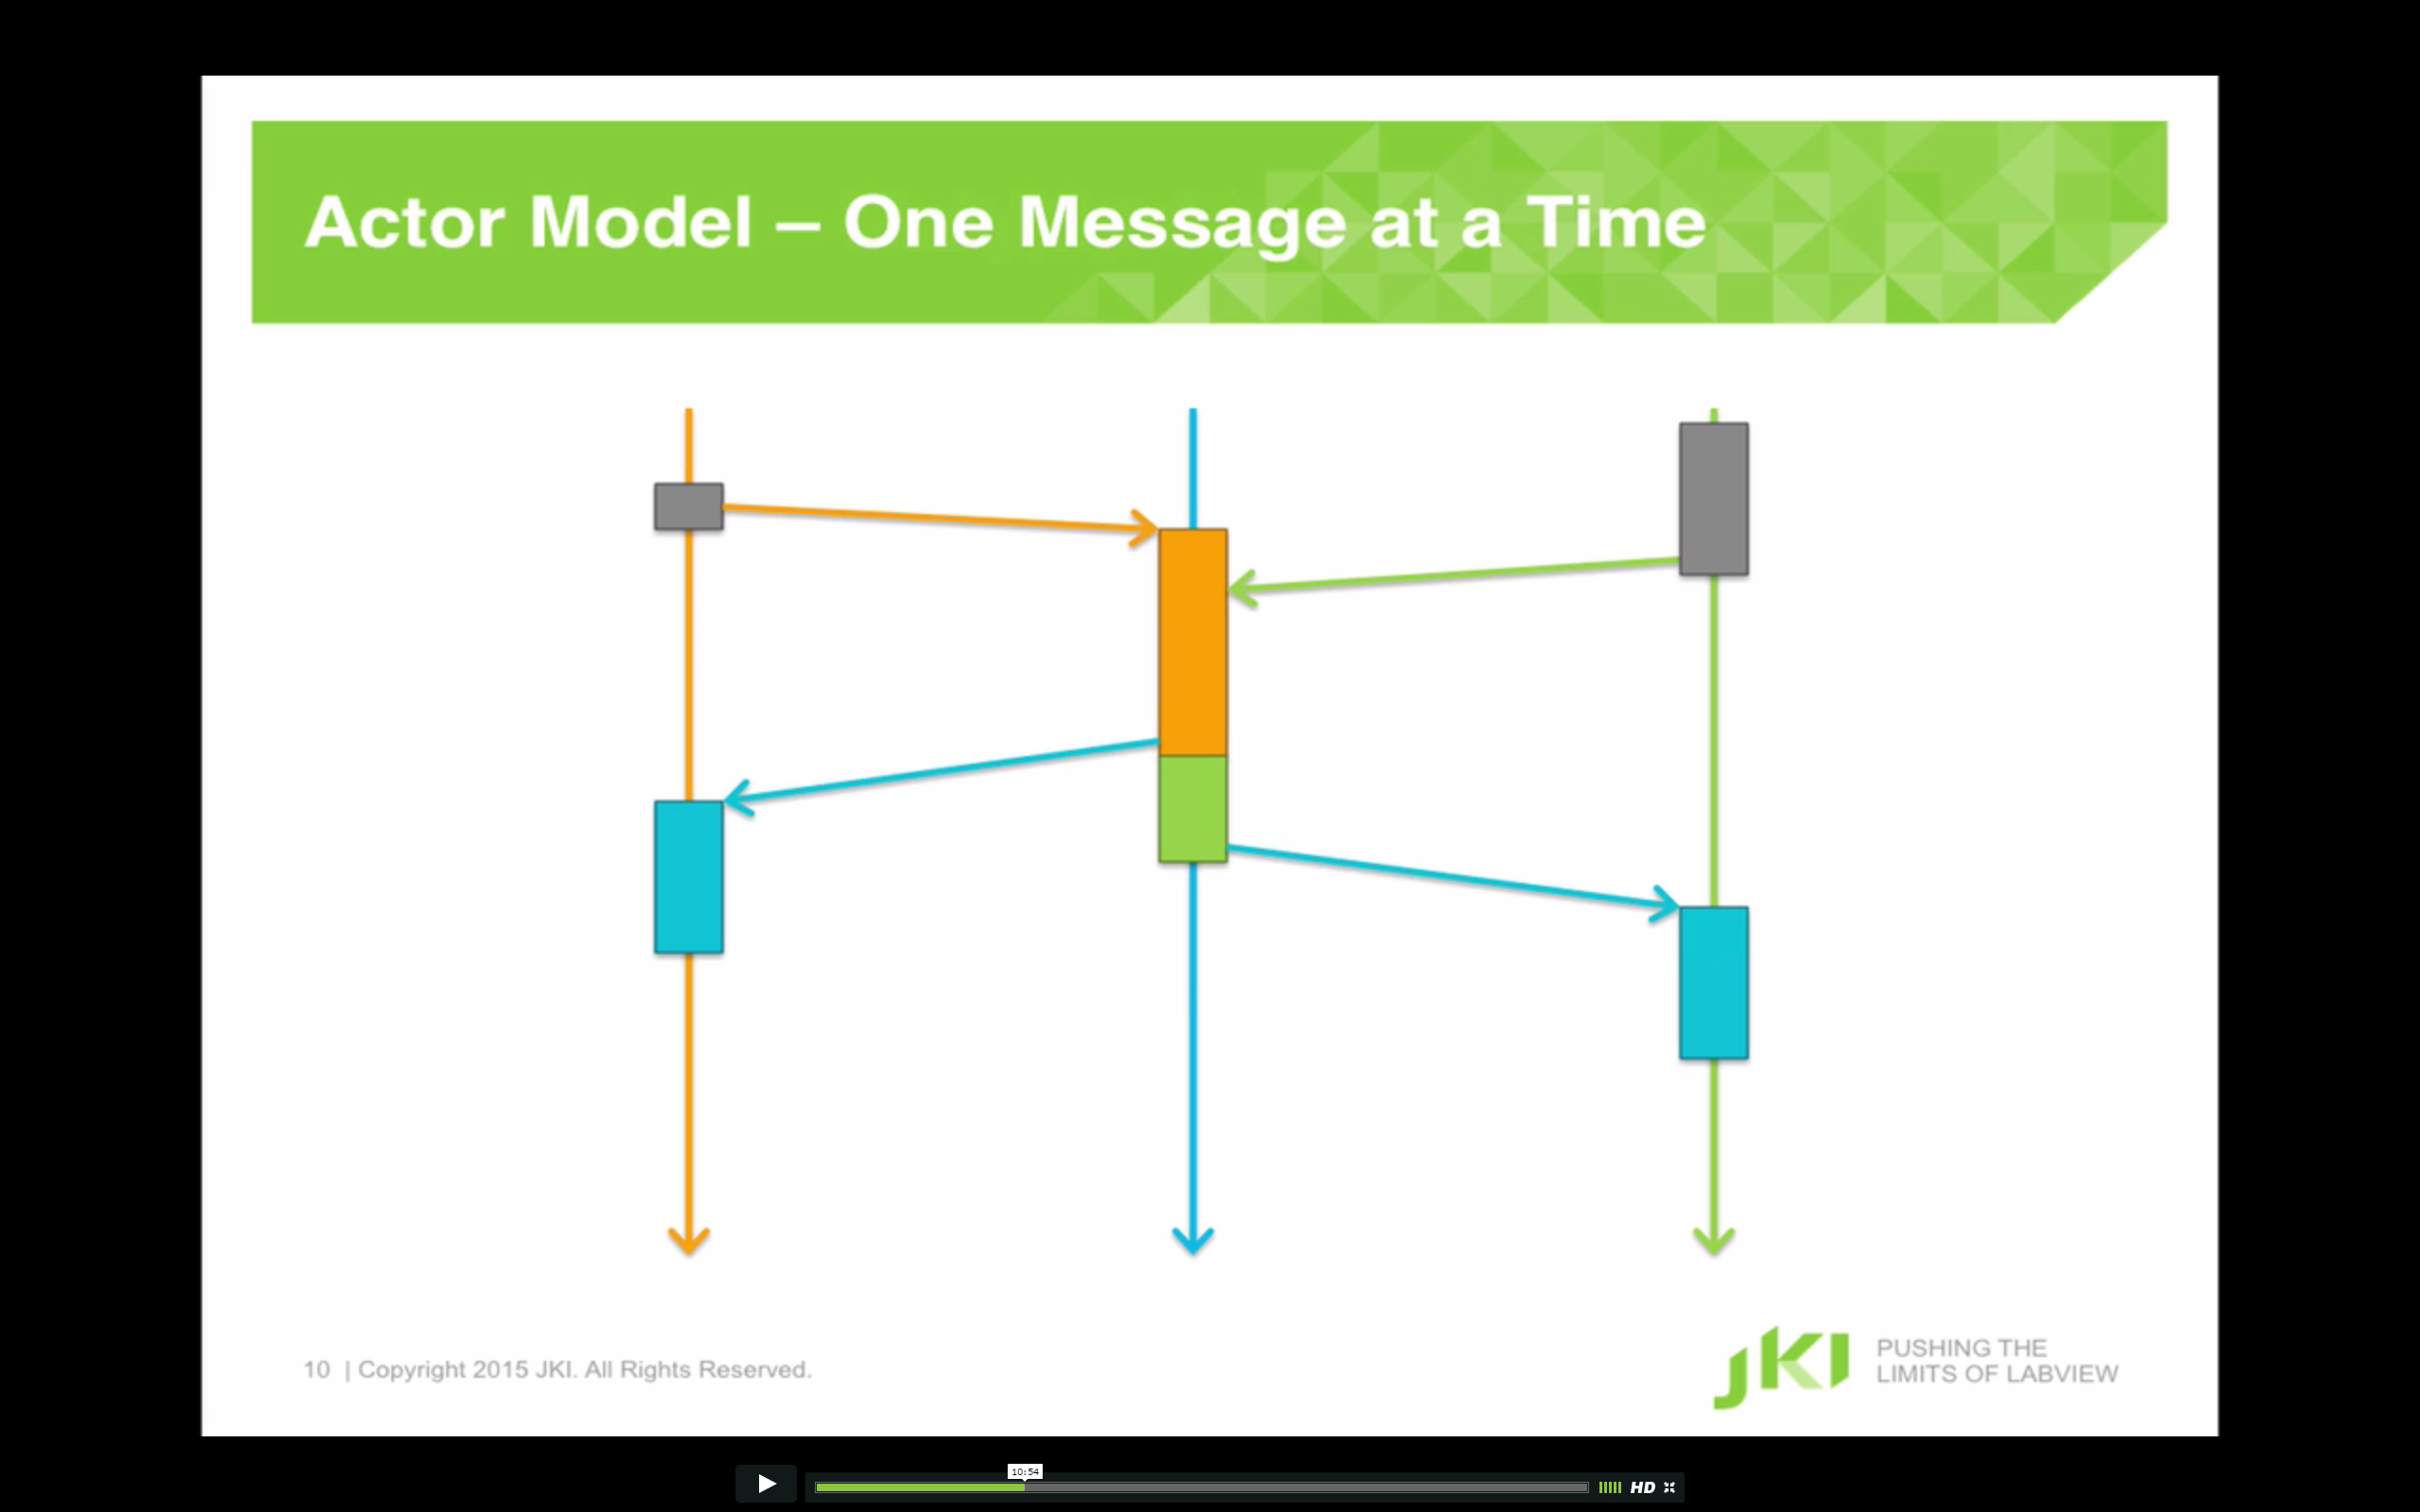 Actor Model – One Message at a Time
10 | Copyright 2015 JKI. All Rights Reserved.
JKI
PUSHING THE
LIMITS OF LABVIEW
10:54
HD